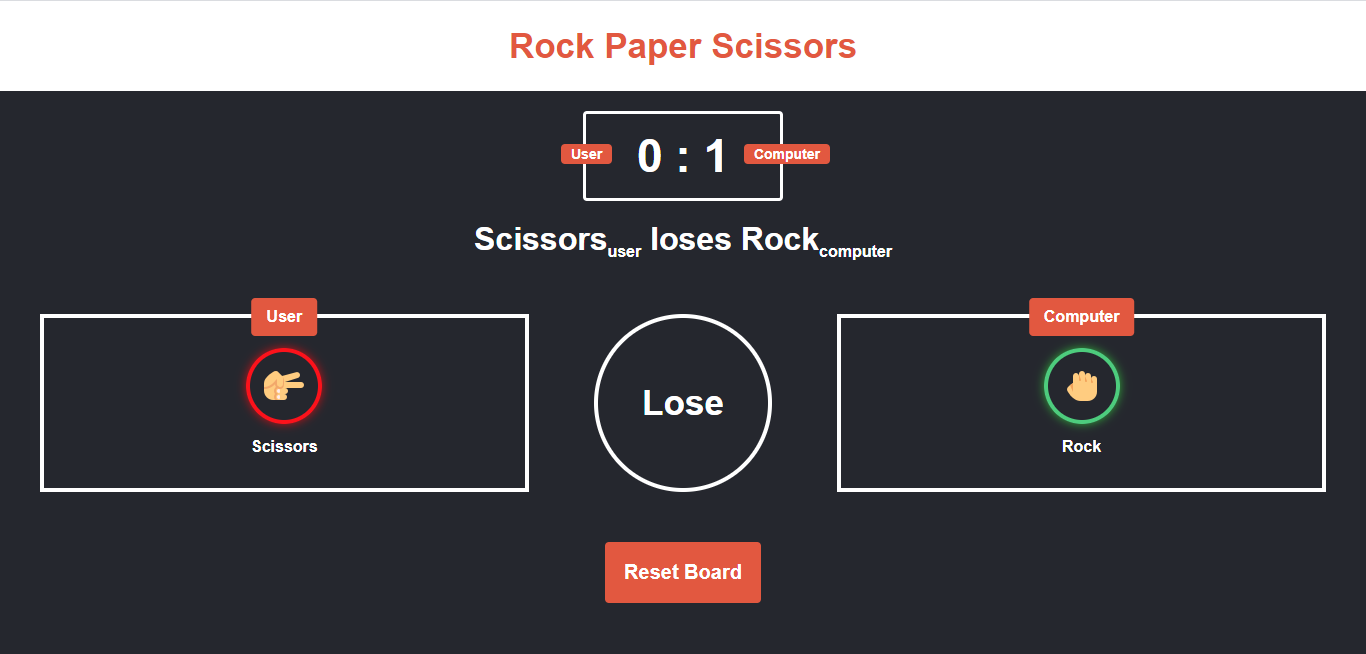 Rock Paper Scissors
User 0 : 1 Computer
Scissors user loses Rock computer
User
Computer
Lose
Scissors
Rock
Reset Board